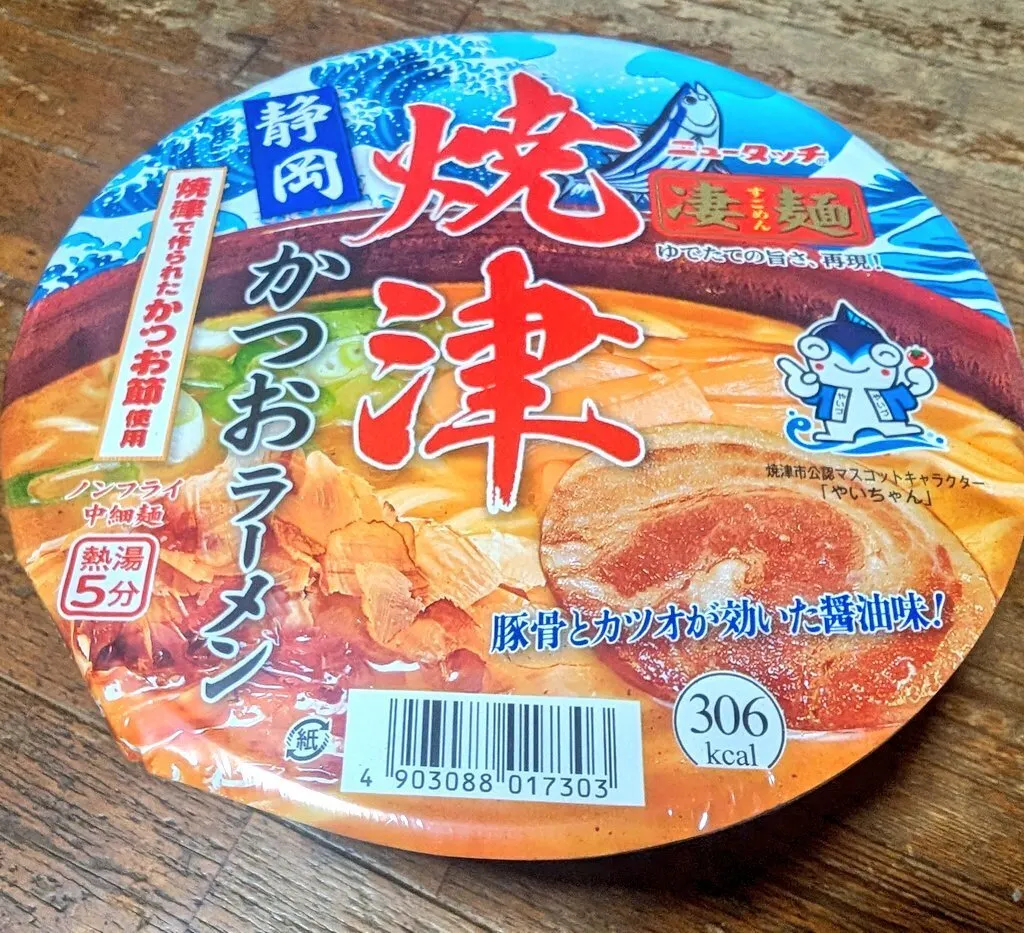 静岡
焼津
かつおラーメン
焼津で作られたかつお節使用
ニュータッチ®
凄麺
すごめん
ゆでたての旨さ、再現!
焼津市公認マスコットキャラクター
「やいちゃん」
ノンフライ
中細麺
熱湯
5分
豚骨とカツオが効いた醤油味!
306
kcal
紙
4 903088 017303